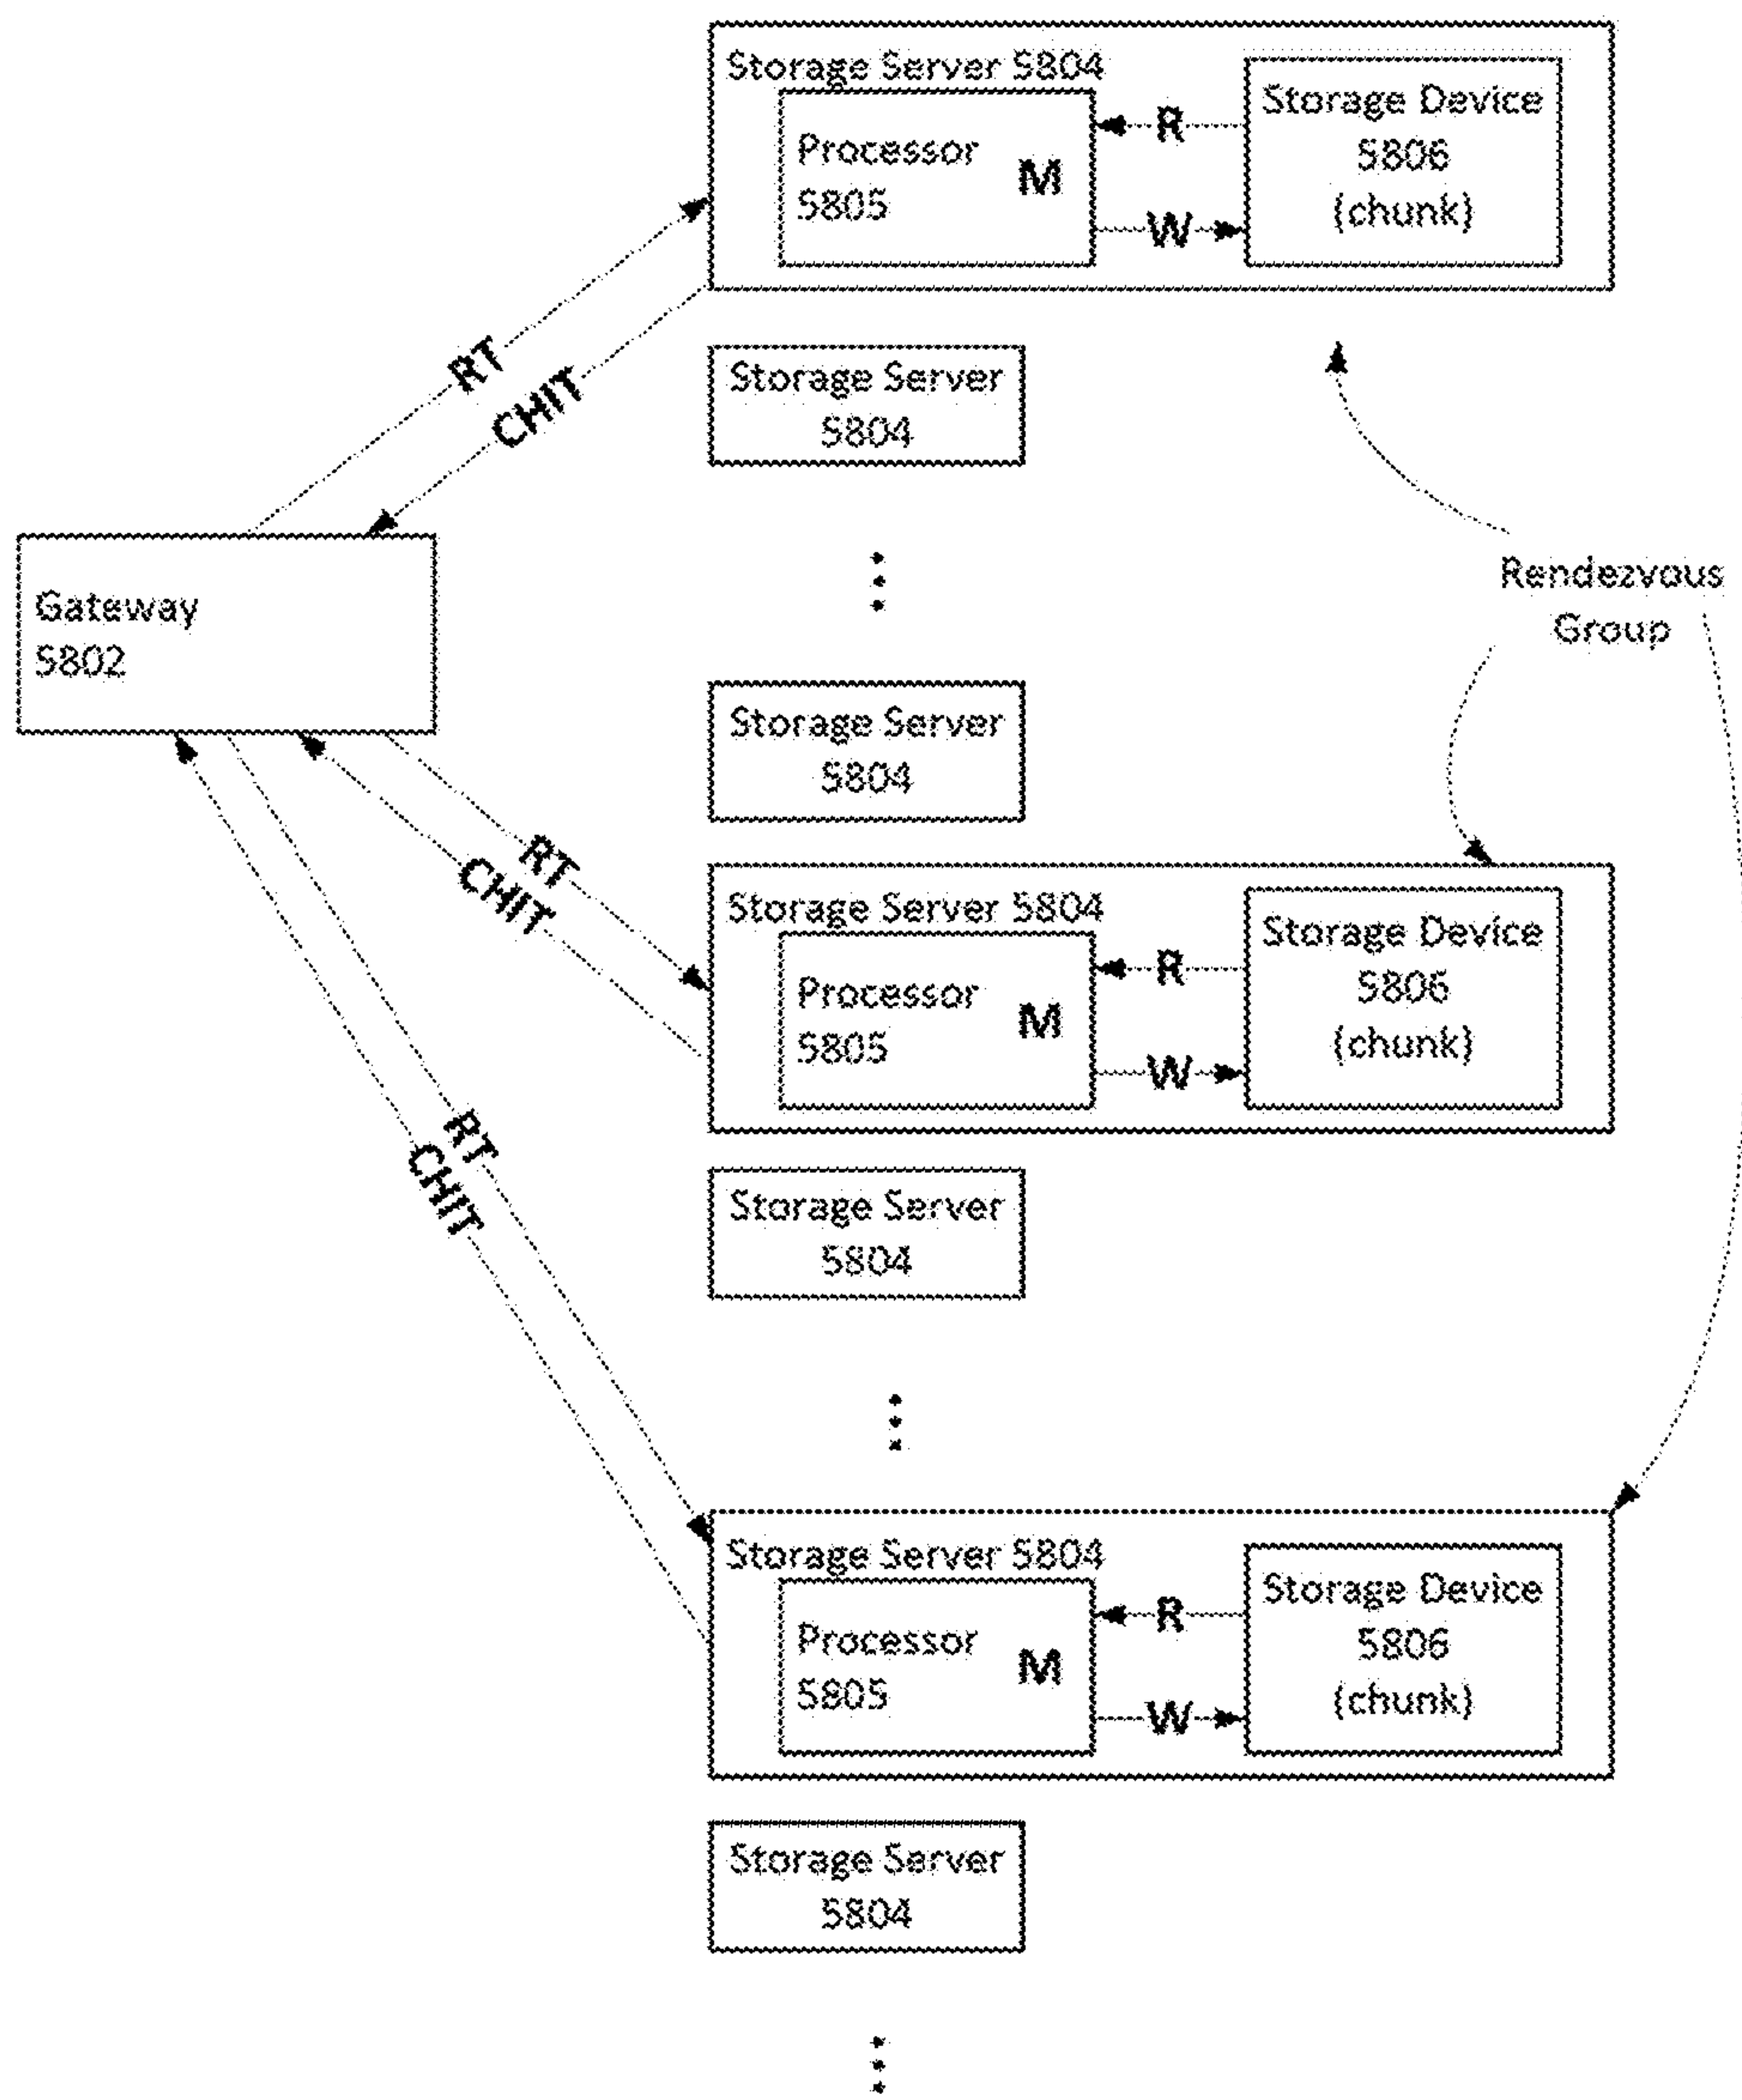 Storage Server 5804
Processor
5805
M
R
W
Storage Device
5806
(chunk)
RT
CHIT
Storage Server
5804
Gateway
5802
Rendezvous
Group
Storage Server
5804
RT
CHIT
Storage Server 5804
Processor
5805
M
R
W
Storage Device
5806
(chunk)
RT
CHIT
Storage Server
5804
Storage Server 5804
Processor
5805
M
R
W
Storage Device
5806
(chunk)
Storage Server
5804